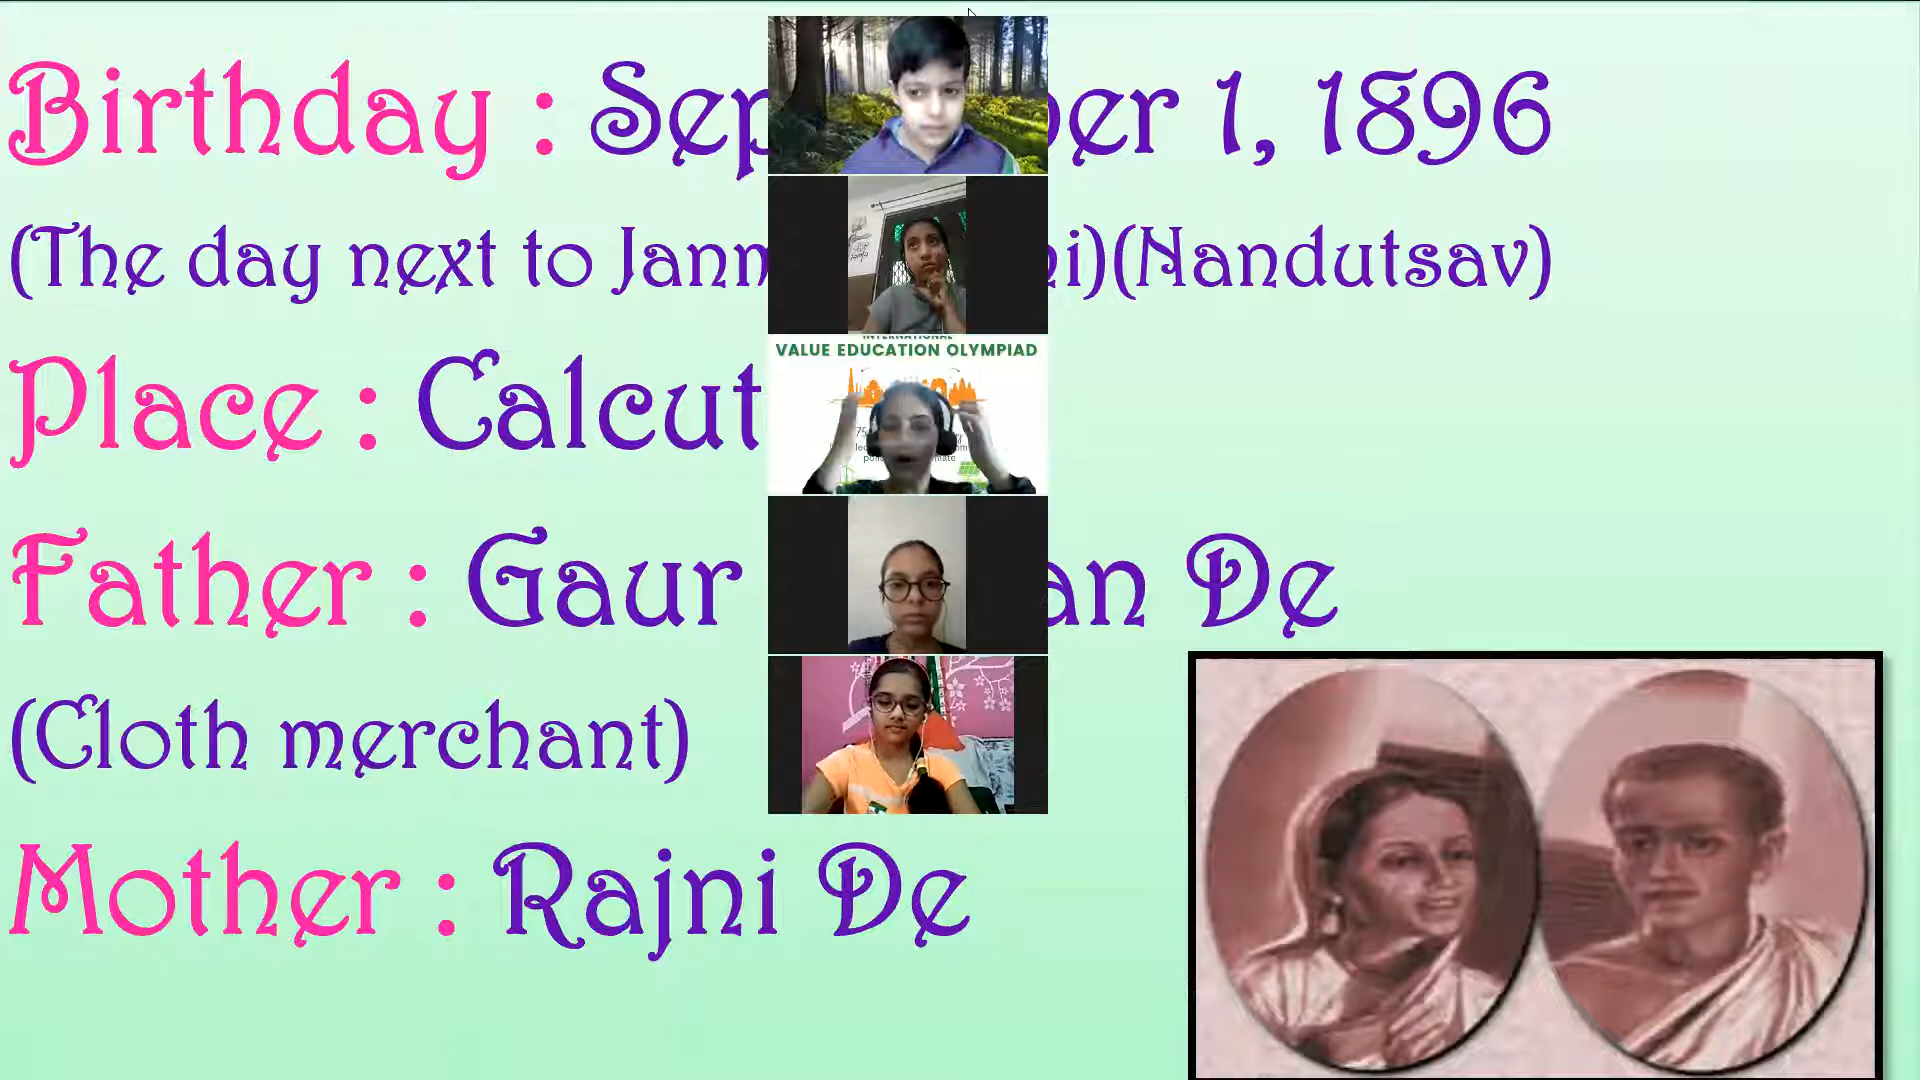 Birthday : Sep er 1, 1896
(The day next to Jann i)(Nandutsav)
Place : Calcut
Father : Gaur an De
(Cloth merchant)
Mother : Rajni De
INTERNATIONAL
VALUE EDUCATION OLYMPIAD